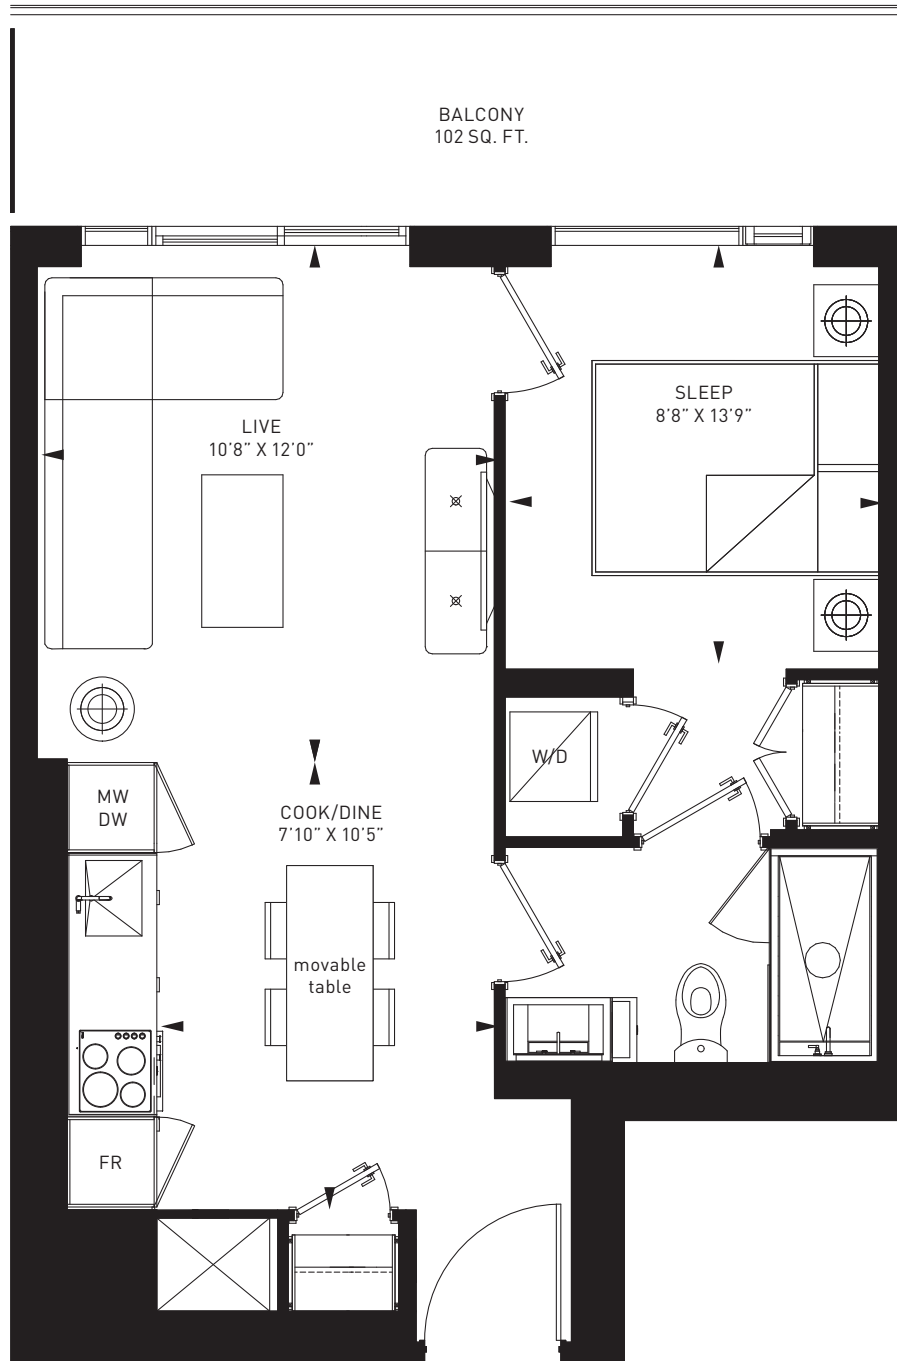 BALCONY
102 SQ. FT.
SLEEP
8’8” X 13’9”
LIVE
10’8” X 12’0”
W/D
MW
DW
COOK/DINE
7’10” X 10’5”
movable
table
FR